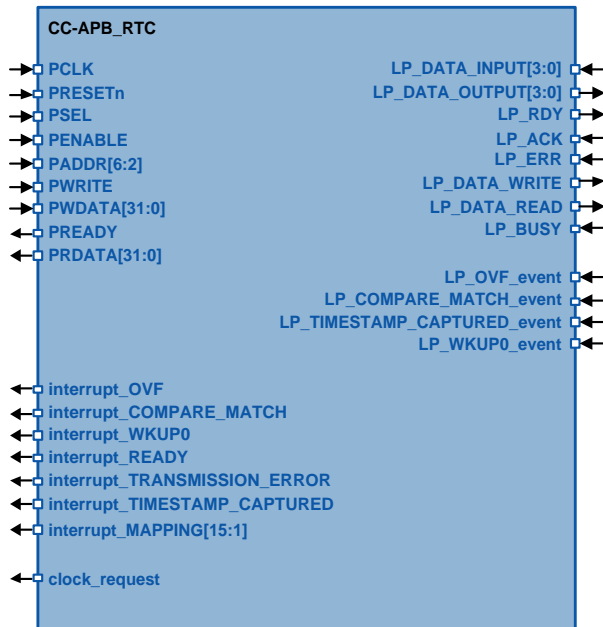 CC-APB_RTC
PCLK
PRESETn
PSEL
PENABLE
PADDR[6:2]
PWRITE
PWDATA[31:0]
PREADY
PRDATA[31:0]
LP_DATA_INPUT[3:0]
LP_DATA_OUTPUT[3:0]
LP_RDY
LP_ACK
LP_ERR
LP_DATA_WRITE
LP_DATA_READ
LP_BUSY
LP_OVF_event
LP_COMPARE_MATCH_event
LP_TIMESTAMP_CAPTURED_event
LP_WKUP0_event
interrupt_OVF
interrupt_COMPARE_MATCH
interrupt_WKUP0
interrupt_READY
interrupt_TRANSMISSION_ERROR
interrupt_TIMESTAMP_CAPTURED
interrupt_MAPPING[15:1]
clock_request